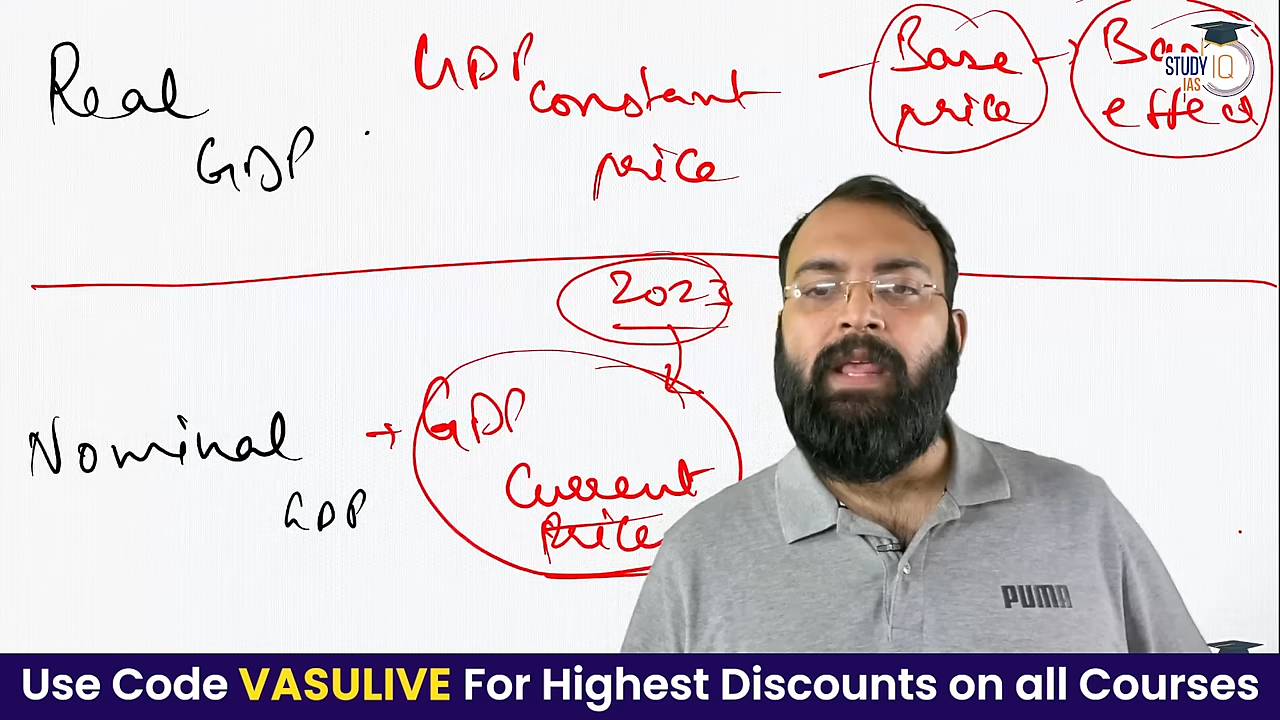 Real
GDP
GDP
constant
price
Base
price
effect
STUDY IQ
IAS
2023
Nominal
GDP
GDP
Current
Price
PUMA
Use Code VASULIVE For Highest Discounts on all Courses